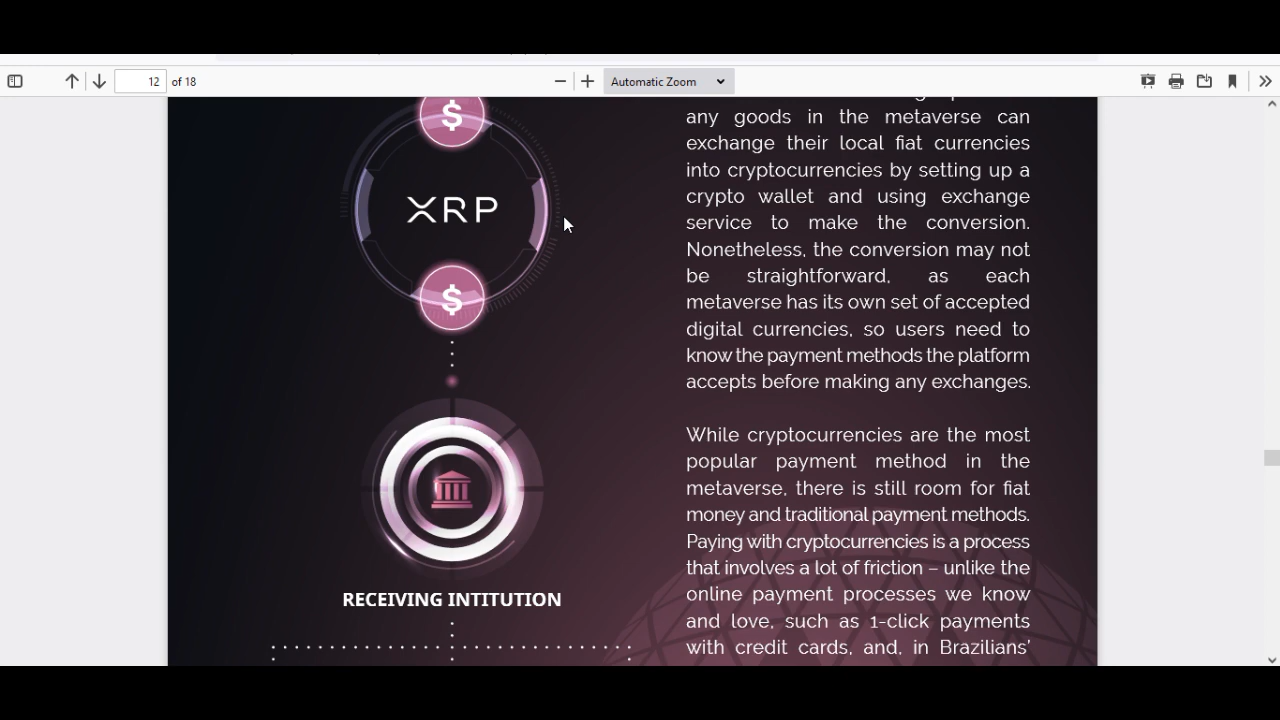 12 of 18
Automatic Zoom
$
XRP
$
RECEIVING INTITUTION
any goods in the metaverse can
exchange their local fiat currencies
into cryptocurrencies by setting up a
crypto wallet and using exchange
service to make the conversion.
Nonetheless, the conversion may not
be straightforward, as each
metaverse has its own set of accepted
digital currencies, so users need to
know the payment methods the platform
accepts before making any exchanges.
While cryptocurrencies are the most
popular payment method in the
metaverse, there is still room for fiat
money and traditional payment methods.
Paying with cryptocurrencies is a process
that involves a lot of friction – unlike the
online payment processes we know
and love, such as 1-click payments
with credit cards, and, in Brazilians’